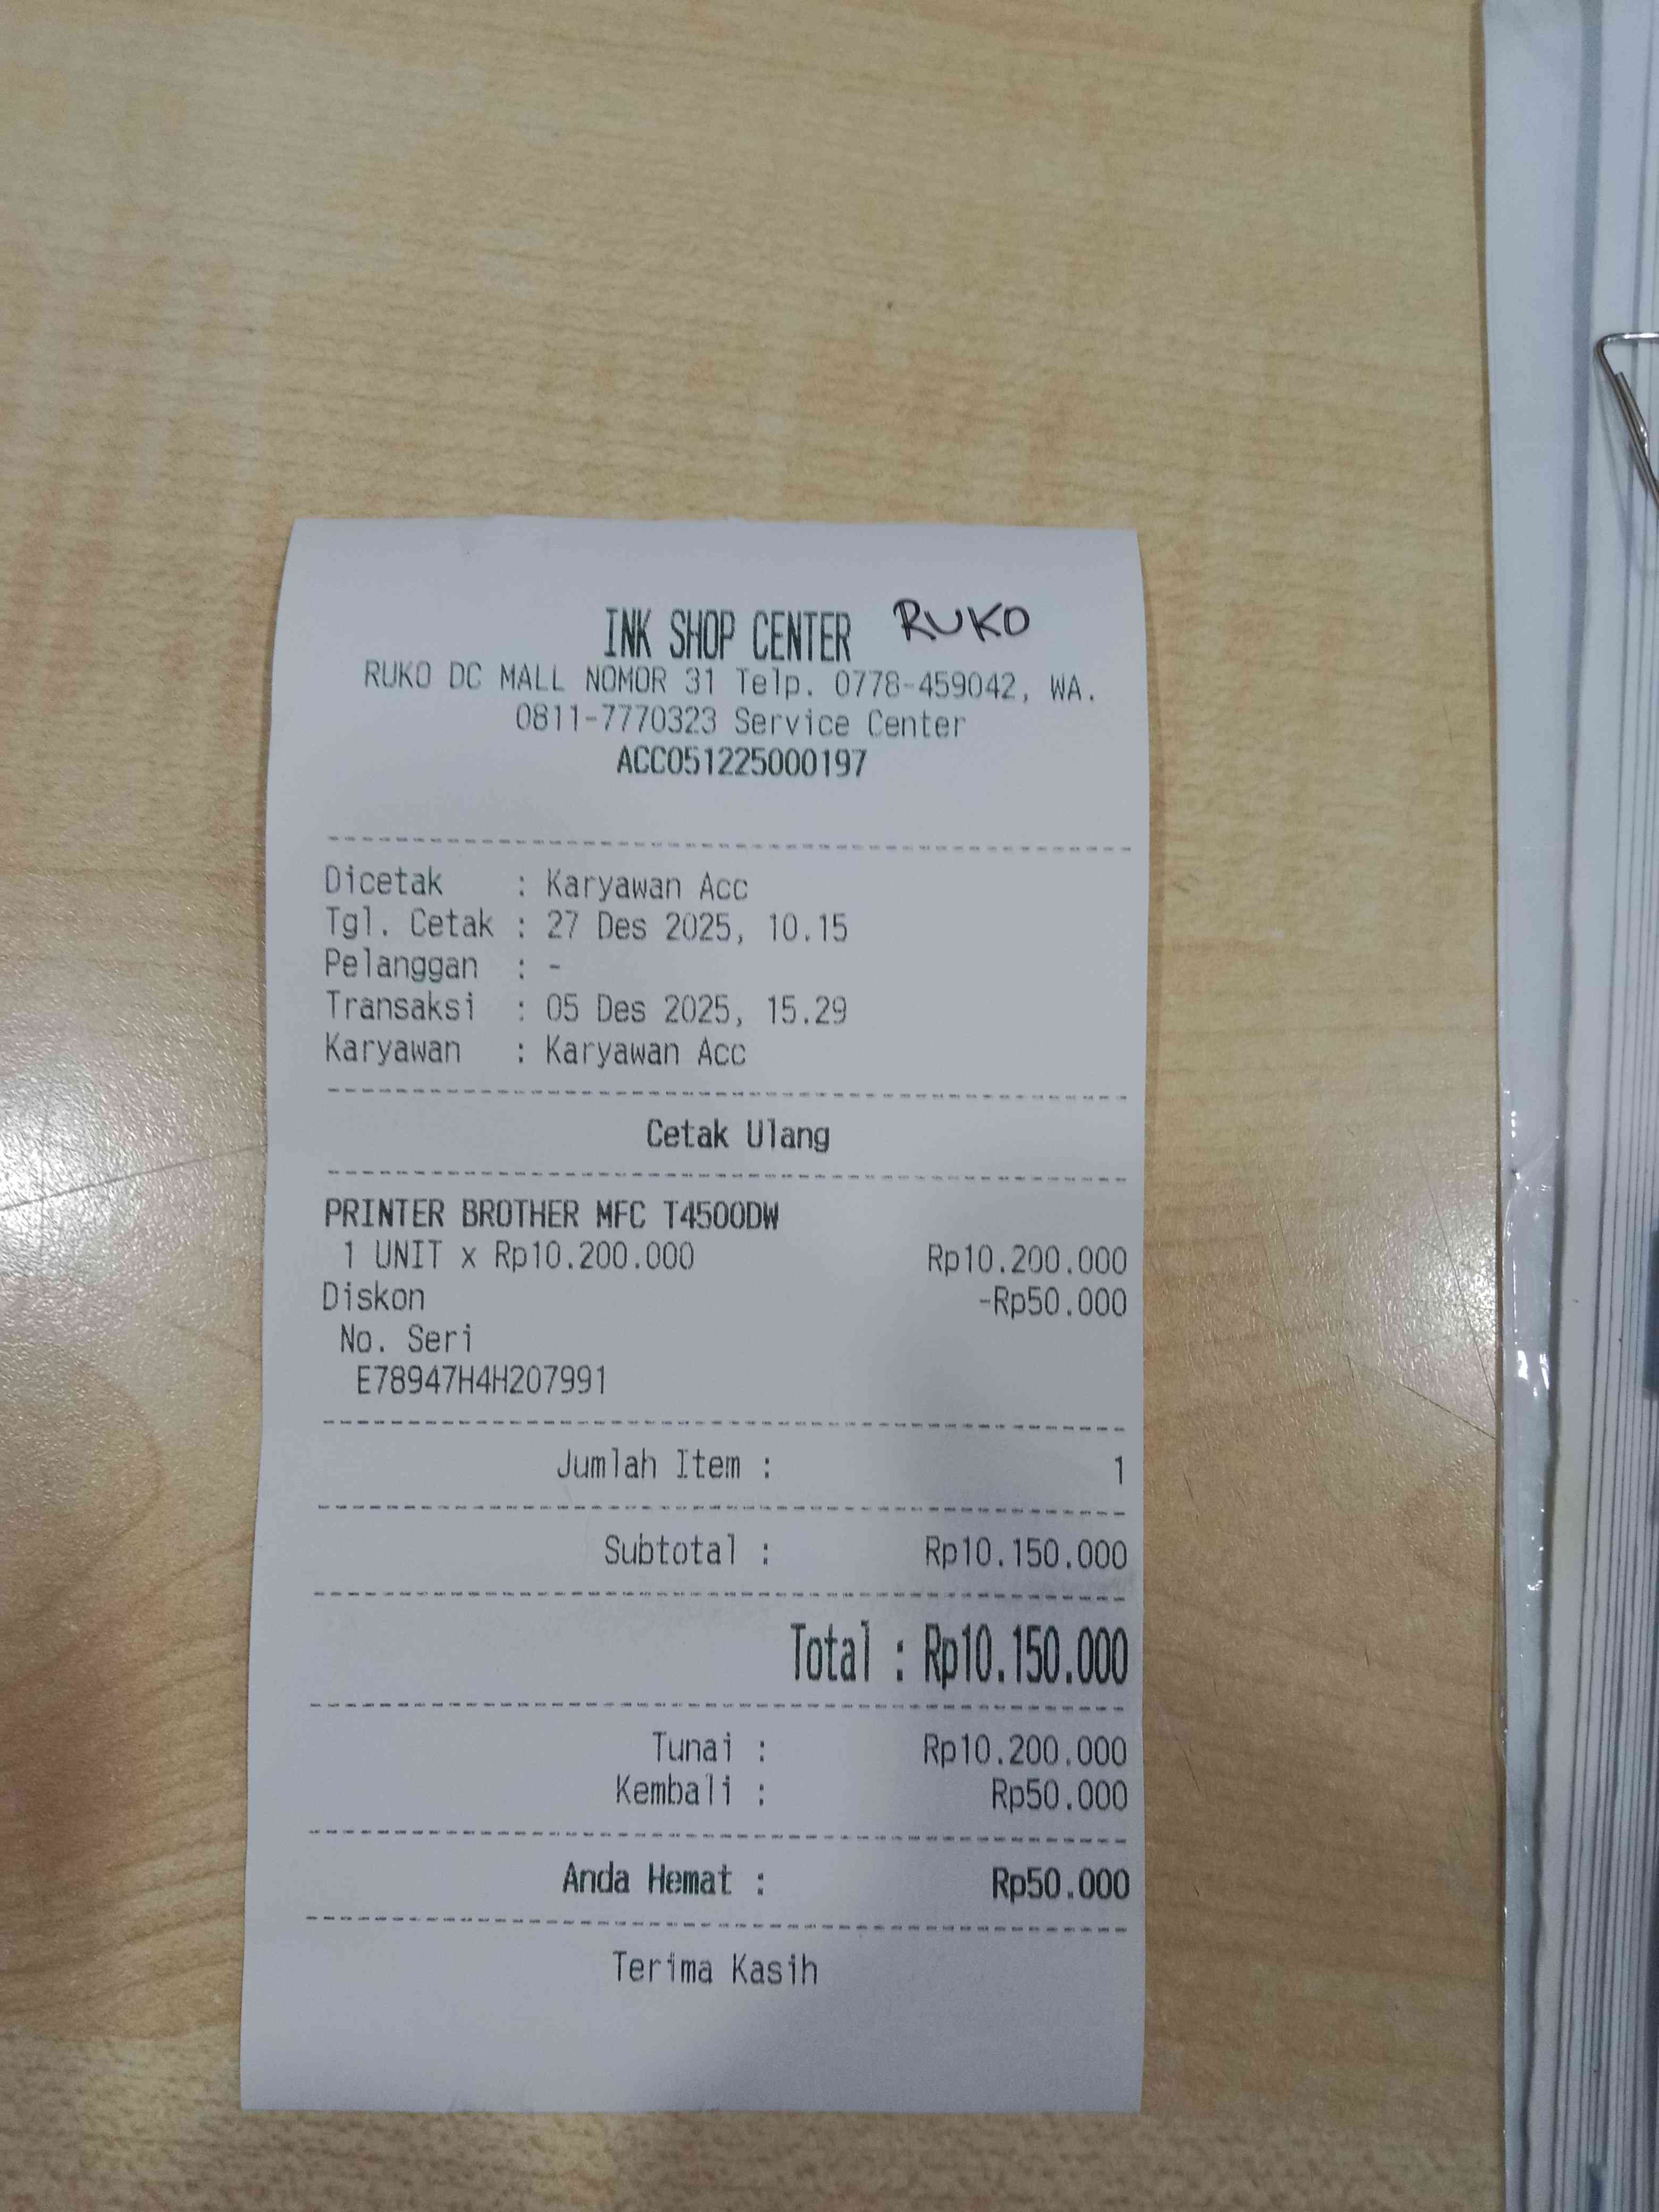 INK SHOP CENTER RUKO
RUKO DC MALL NOMOR 31 Telp. 0778-459042, WA.
0811-7770323 Service Center
ACC051225000197
Dicetak : Karyawan Acc
Tgl. Cetak : 27 Des 2025, 10.15
Pelanggan : -
Transaksi : 05 Des 2025, 15.29
Karyawan : Karyawan Acc
Cetak Ulang
PRINTER BROTHER MFC T4500DW
1 UNIT x Rp10.200.000 Rp10.200.000
Diskon -Rp50.000
No. Seri
E78947H4H207991
Jumlah Item : 1
Subtotal : Rp10.150.000
Total : Rp10.150.000
Tunai : Rp10.200.000
Kembali : Rp50.000
Anda Hemat : Rp50.000
Terima Kasih